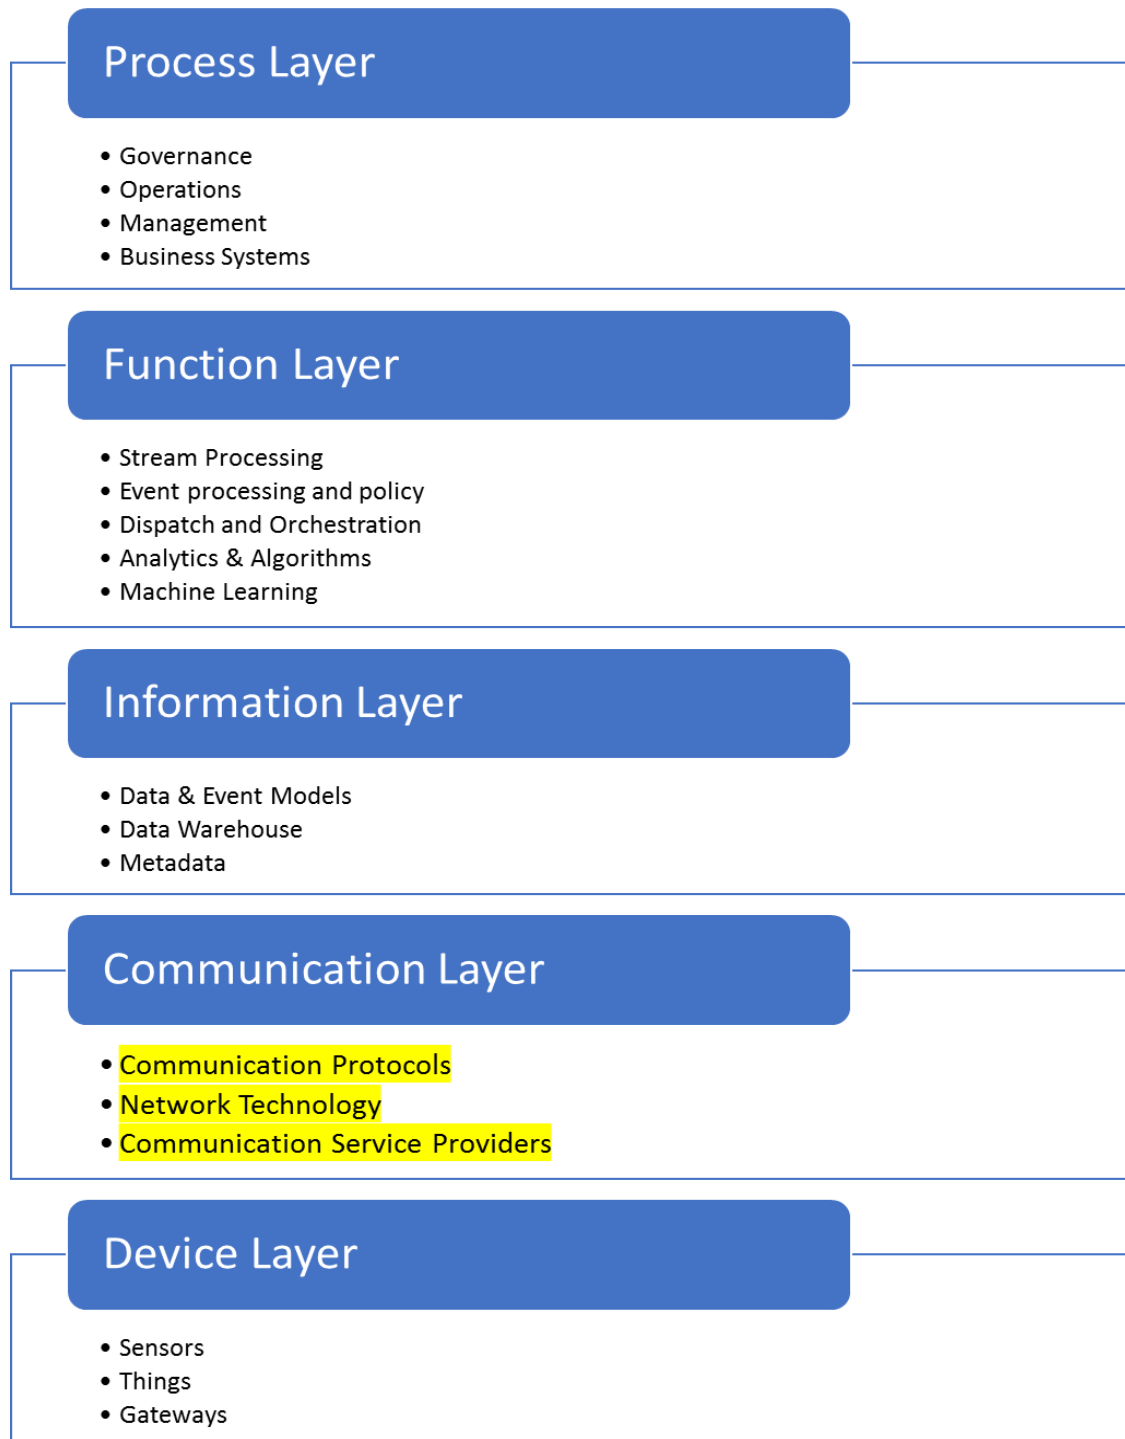 Process Layer
• Governance
• Operations
• Management
• Business Systems
Function Layer
• Stream Processing
• Event processing and policy
• Dispatch and Orchestration
• Analytics & Algorithms
• Machine Learning
Information Layer
• Data & Event Models
• Data Warehouse
• Metadata
Communication Layer
• Communication Protocols
• Network Technology
• Communication Service Providers
Device Layer
• Sensors
• Things
• Gateways